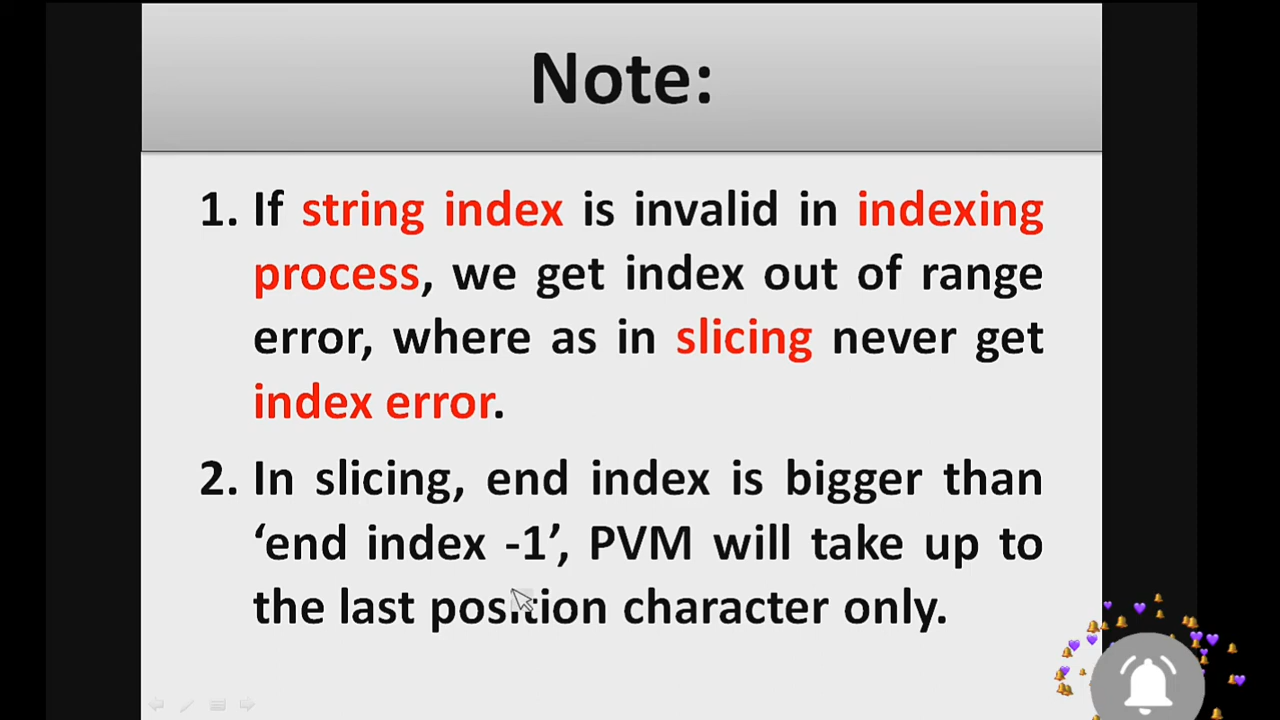 Note:
1. If string index is invalid in indexing
process, we get index out of range
error, where as in slicing never get
index error.
2. In slicing, end index is bigger than
‘end index -1’, PVM will take up to
the last position character only.